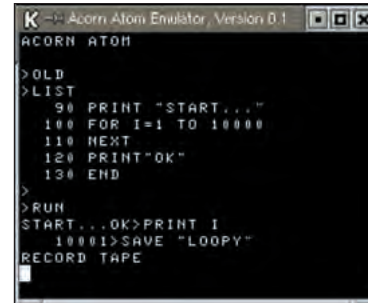 Acorn Atom Emulator, Version 0.1
ACORN ATOM
>OLD
>LIST
90 PRINT "START..."
100 FOR I=1 TO 10000
110 NEXT
120 PRINT"OK"
130 END
>
>RUN
START...OK>PRINT I
10001>SAVE "LOOPY"
RECORD TAPE